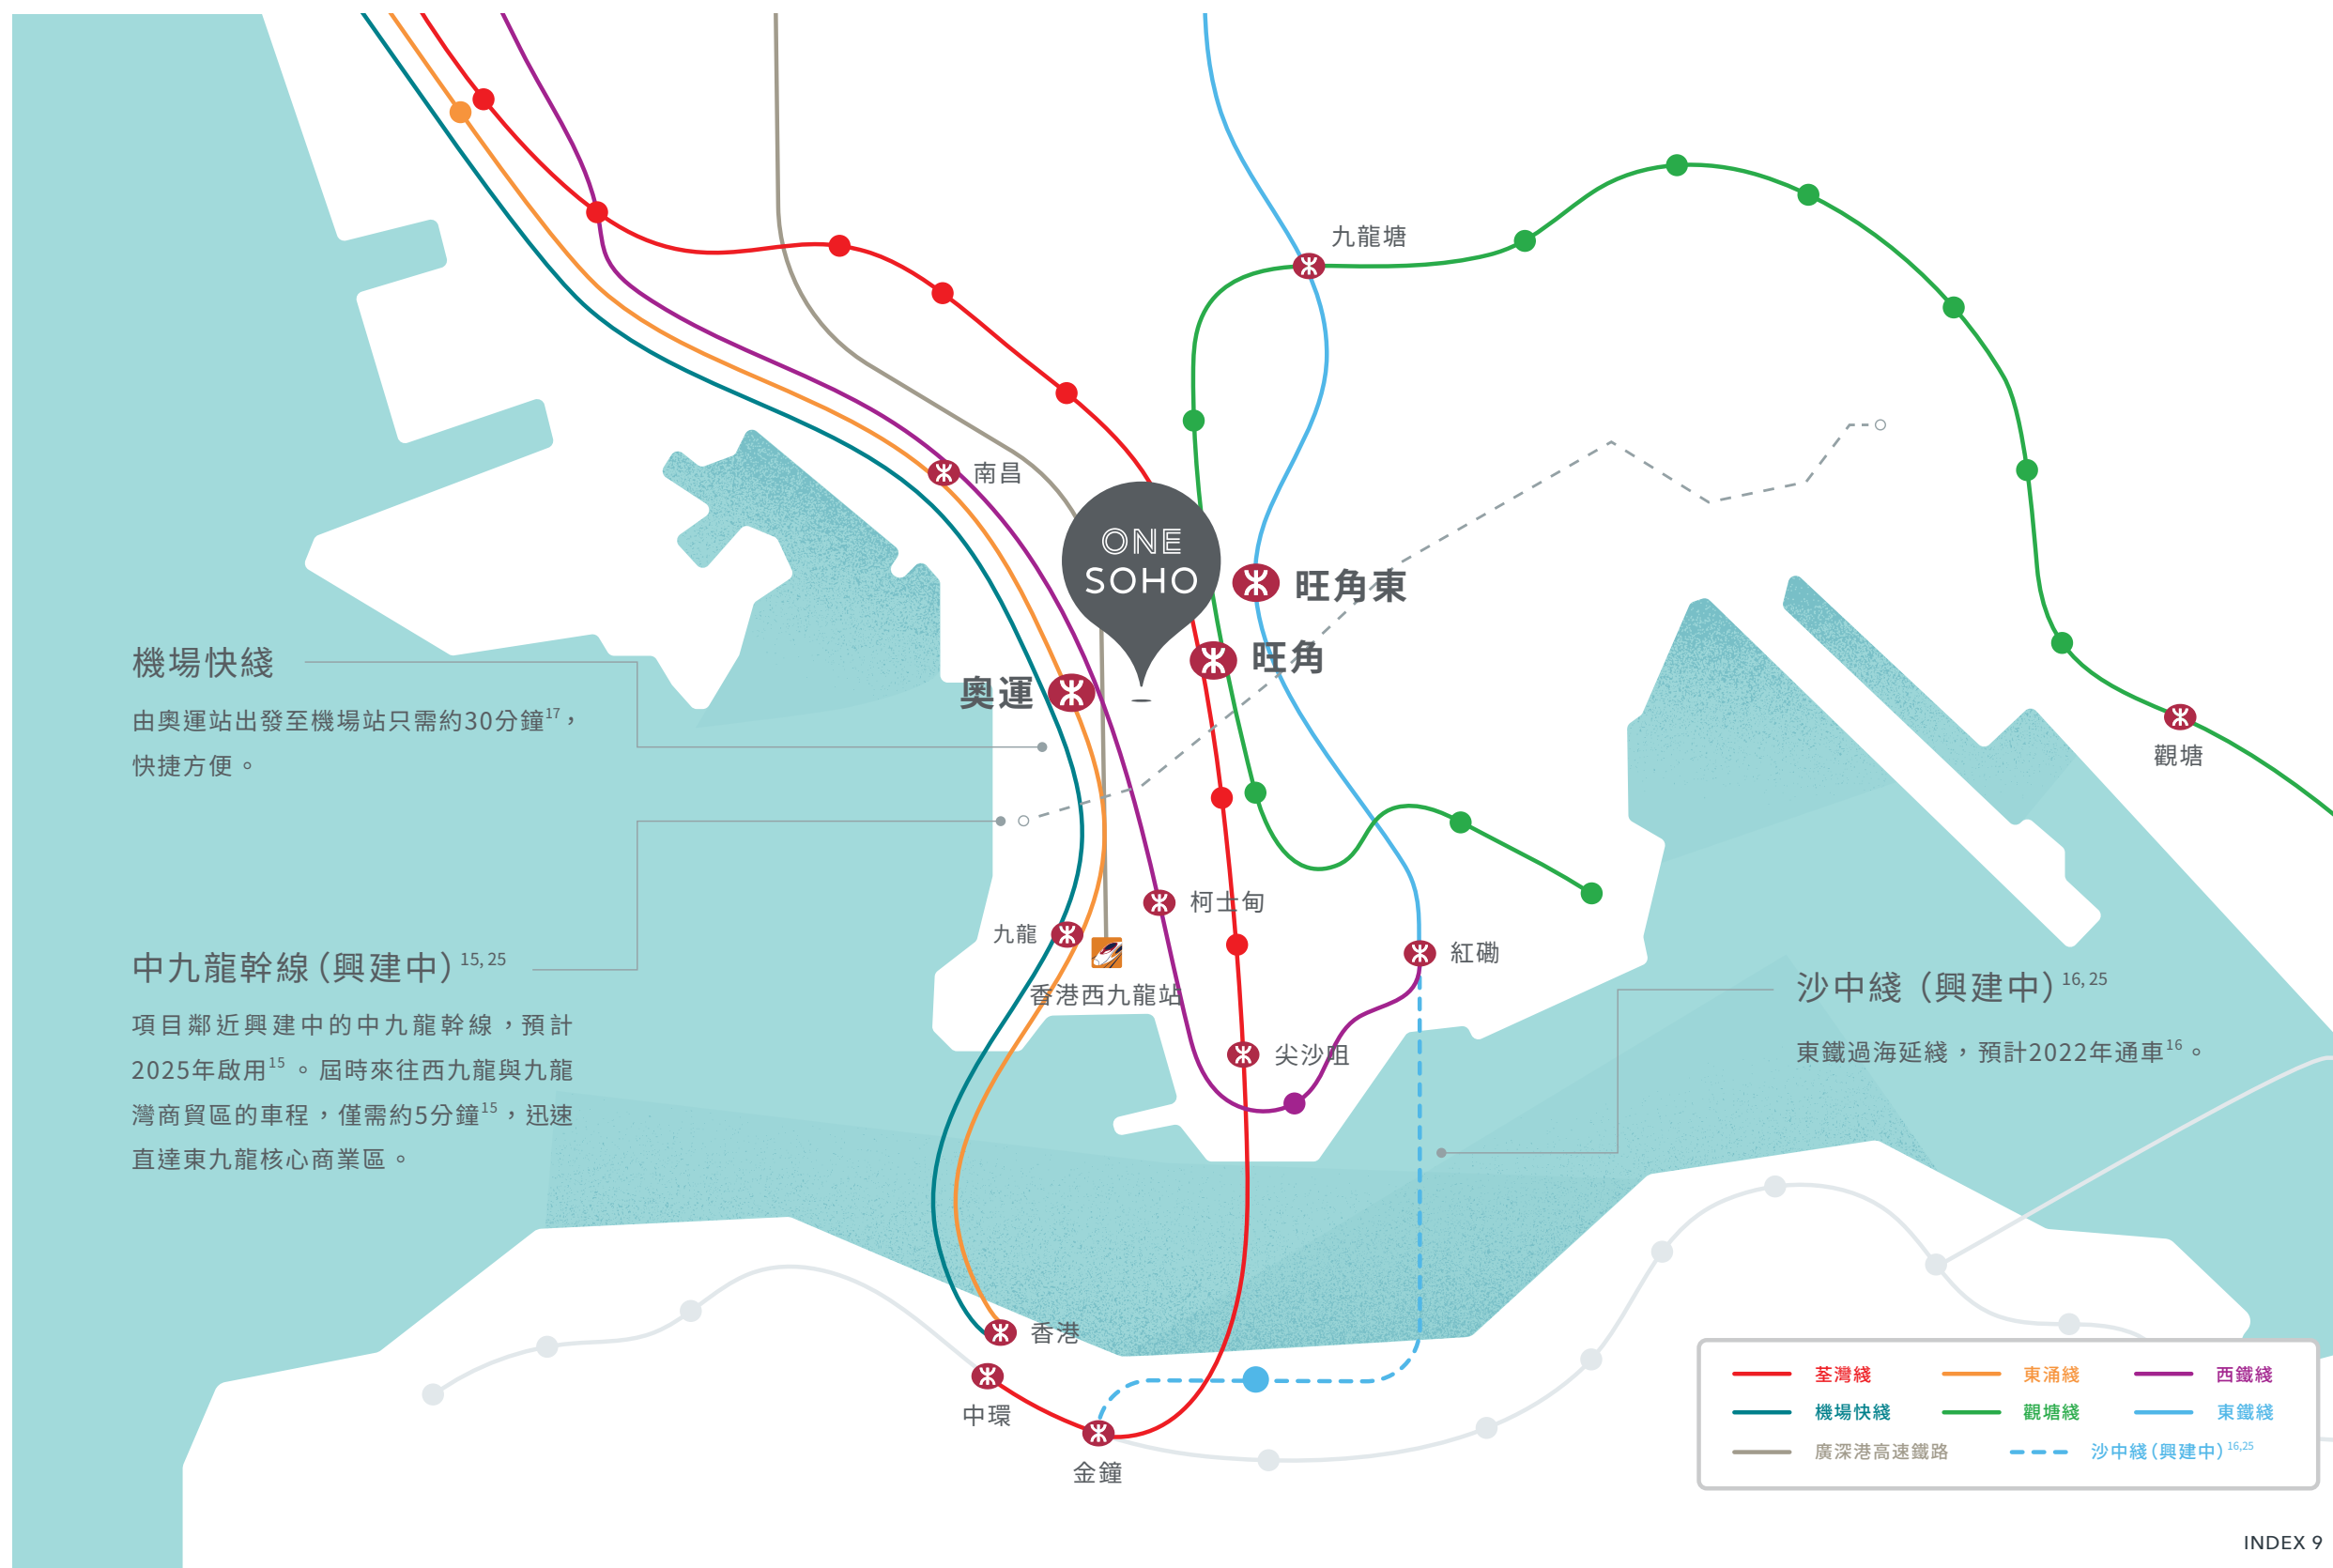 九龍塘
南昌
ONE
SOHO
旺角東
旺角
奧運
機場快綫
由奧運站出發至機場站只需約30分鐘17，
快捷方便。
觀塘
柯士甸
九龍
香港西九龍站
紅磡
尖沙咀
中九龍幹線（興建中）15, 25
項目鄰近興建中的中九龍幹線，預計
2025年啟用15 。屆時來往西九龍與九龍
灣商貿區的車程，僅需約5分鐘15，迅速
直達東九龍核心商業區。
沙中綫（興建中）16, 25
東鐵過海延綫，預計2022年通車16。
香港
中環
金鐘
荃灣綫 東涌綫 西鐵綫
機場快綫 觀塘綫 東鐵綫
廣深港高速鐵路 沙中綫（興建中）16,25
INDEX 9